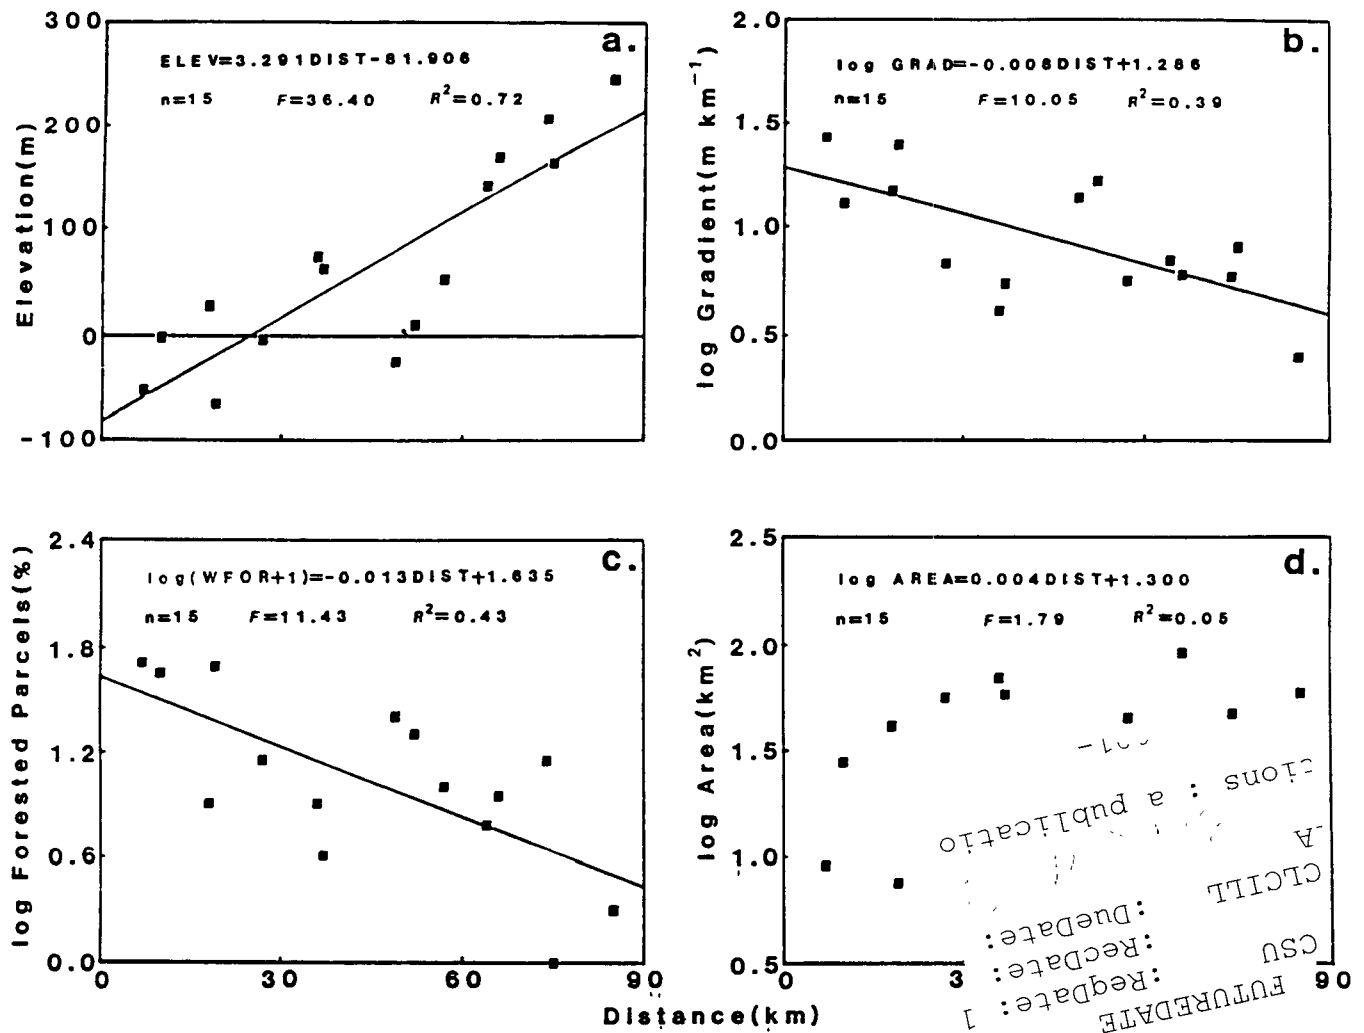 300
200
100
0
-100
Elevation(m)
a.
ELEV=3.291DIST-81.906
n=15 F=36.40 R²=0.72
2.0
1.5
1.0
0.5
0.0
log Gradient(m km⁻¹)
b.
log GRAD=-0.008DIST+1.286
n=15 F=10.05 R²=0.39
2.4
1.8
1.2
0.6
0.0
log Forested Parcels(%)
c.
log(WFOR+1)=-0.013DIST+1.635
n=15 F=11.43 R²=0.43
0 30 60 90
2.5
2.0
1.5
1.0
0.5
log Area(km²)
d.
log AREA=0.004DIST+1.300
n=15 F=1.79 R²=0.05
0 3 90
Distance(km)
FUTUREDATE
CSU
CLCILL
ReqDate: 1
RecDate:
DueDate:
a publicatio